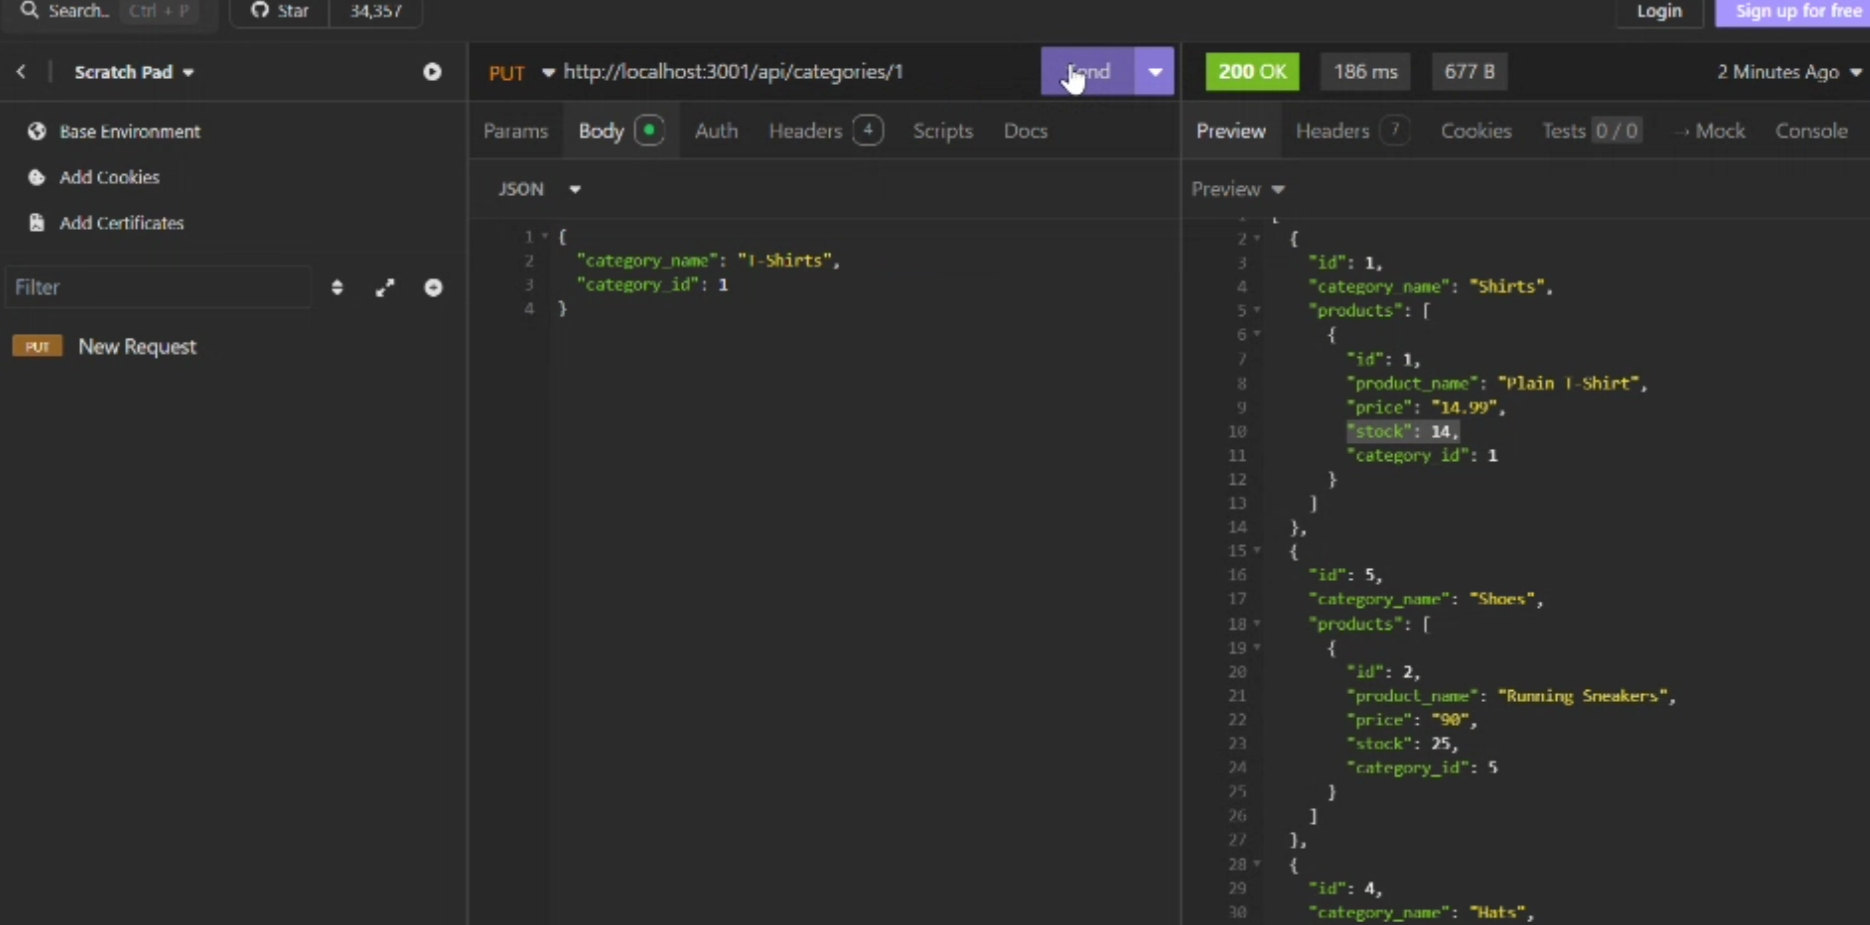 Search.. Ctrl + P Star 34,357 Login Sign up for free
Scratch Pad
Base Environment
Add Cookies
Add Certificates
Filter
PUT New Request
PUT http://localhost:3001/api/categories/1
Params Body Auth Headers 4 Scripts Docs
JSON
1 {
2 "category_name": "T-Shirts",
3 "category_id": 1
4 }
200 OK 186 ms 677 B 2 Minutes Ago
Preview Headers 7 Cookies Tests 0 / 0 → Mock Console
Preview
2 {
3 "id": 1,
4 "category_name": "Shirts",
5 "products": [
6 {
7 "id": 1,
8 "product_name": "Plain T-Shirt",
9 "price": "14.99",
10 "stock": 14,
11 "category_id": 1
12 }
13 ]
14 },
15 {
16 "id": 5,
17 "category_name": "Shoes",
18 "products": [
19 {
20 "id": 2,
21 "product_name": "Running Sneakers",
22 "price": "90",
23 "stock": 25,
24 "category_id": 5
25 }
26 ]
27 },
28 {
29 "id": 4,
30 "category_name": "Hats",